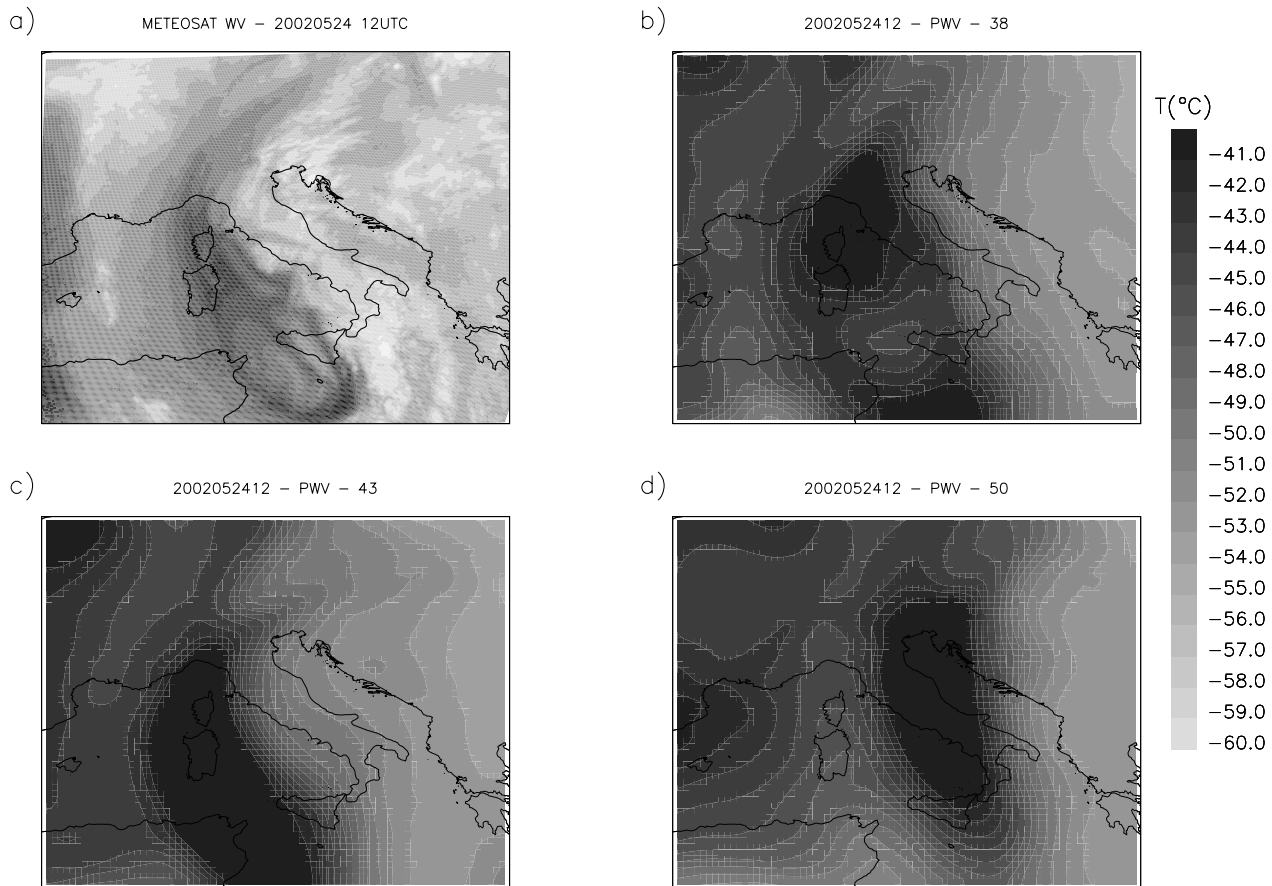 a)
METEOSAT WV – 20020524 12UTC
b)
2002052412 – PWV – 38
T(°C)
−41.0
−42.0
−43.0
−44.0
−45.0
−46.0
−47.0
−48.0
−49.0
−50.0
−51.0
−52.0
−53.0
−54.0
−55.0
−56.0
−57.0
−58.0
−59.0
−60.0
c)
2002052412 – PWV – 43
d)
2002052412 – PWV – 50